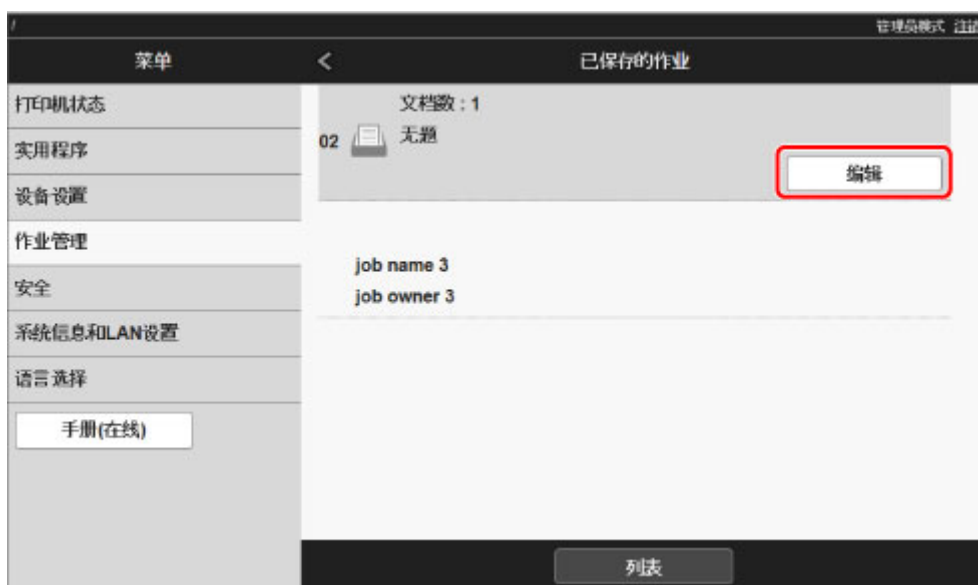 /
管理员模式 注销
菜单
< 已保存的作业
打印机状态
实用程序
设备设置
作业管理
安全
系统信息和LAN设置
语言选择
手册(在线)
文档数 : 1
02 无题
编辑
job name 3
job owner 3
列表